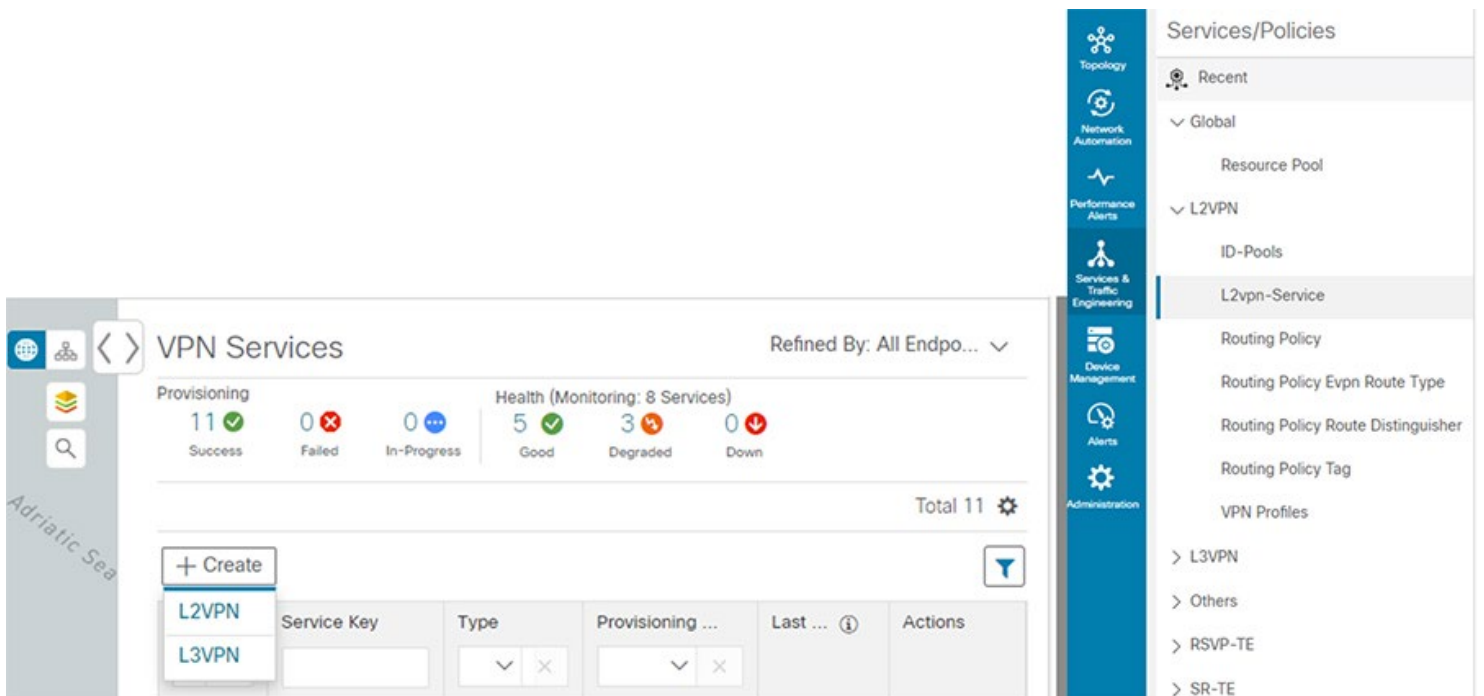 VPN Services
Refined By: All Endpo...
Provisioning
Health (Monitoring: 8 Services)
11
0
0
5
3
0
Success
Failed
In-Progress
Good
Degraded
Down
Total 11
Adriatic Sea
+ Create
L2VPN
L3VPN
Service Key
Type
Provisioning ...
Last ...
Actions
Topology
Network
Automation
Performance
Alerts
Services &
Traffic
Engineering
Device
Management
Alerts
Administration
Services/Policies
Recent
Global
Resource Pool
L2VPN
ID-Pools
L2vpn-Service
Routing Policy
Routing Policy Evpn Route Type
Routing Policy Route Distinguisher
Routing Policy Tag
VPN Profiles
L3VPN
Others
RSVP-TE
SR-TE